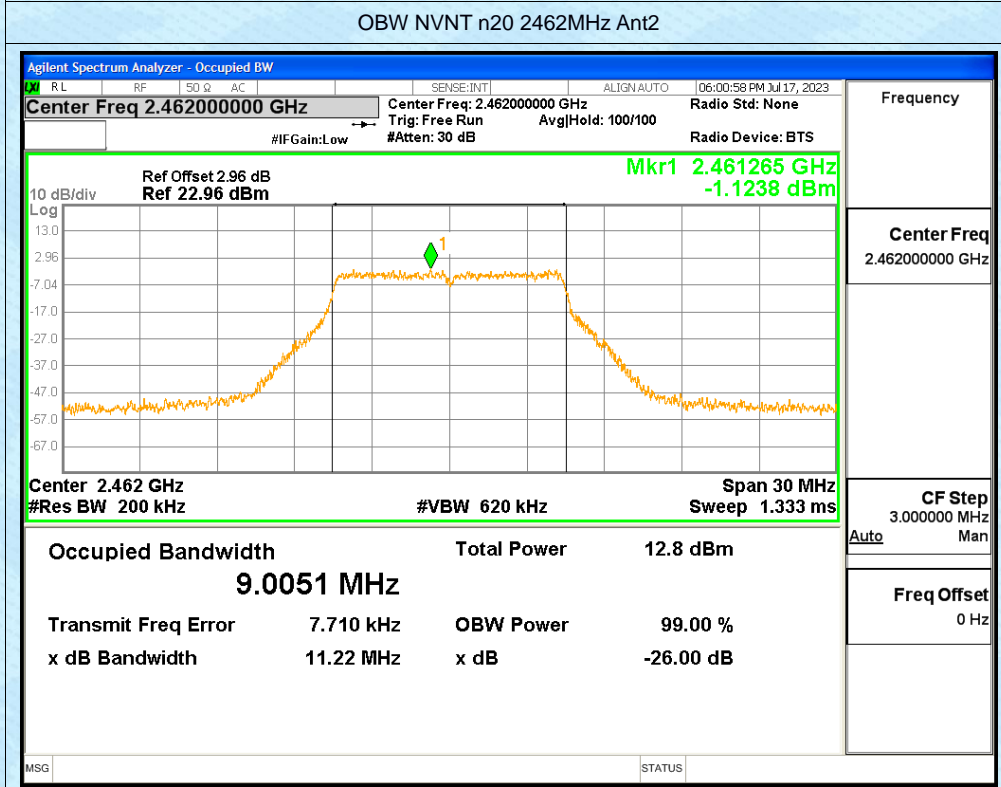 OBW NVNT n20 2462MHz Ant2
Agilent Spectrum Analyzer - Occupied BW
LXI RL RF 50 Ω AC SENSE:INT ALIGN AUTO 06:00:58 PM Jul 17, 2023
Center Freq 2.462000000 GHz
Center Freq: 2.462000000 GHz Radio Std: None
Trig: Free Run Avg|Hold: 100/100
#IFGain:Low #Atten: 30 dB Radio Device: BTS
Mkr1 2.461265 GHz
-1.1238 dBm
Ref Offset 2.96 dB
10 dB/div Ref 22.96 dBm
Log
13.0
2.96
-7.04
-17.0
-27.0
-37.0
-47.0
-57.0
-67.0
1
Center 2.462 GHz Span 30 MHz
#Res BW 200 kHz #VBW 620 kHz Sweep 1.333 ms
Occupied Bandwidth Total Power 12.8 dBm
9.0051 MHz
Transmit Freq Error 7.710 kHz OBW Power 99.00 %
x dB Bandwidth 11.22 MHz x dB -26.00 dB
Frequency
Center Freq
2.462000000 GHz
CF Step
3.000000 MHz
Auto Man
Freq Offset
0 Hz
MSG STATUS